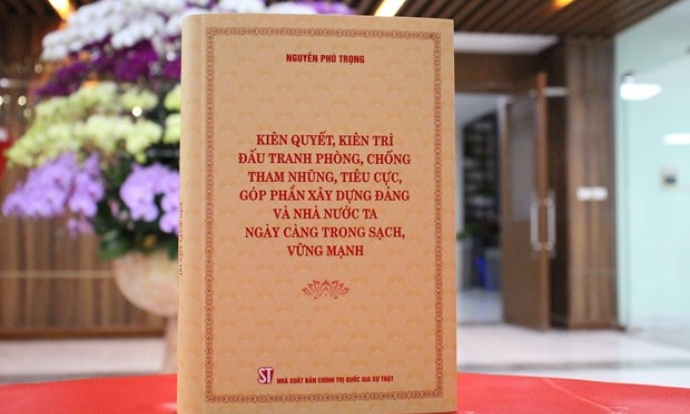 NGUYỄN PHÚ TRỌNG
KIÊN QUYẾT, KIÊN TRÌ
ĐẤU TRANH PHÒNG, CHỐNG
THAM NHŨNG, TIÊU CỰC,
GÓP PHẦN XÂY DỰNG ĐẢNG
VÀ NHÀ NƯỚC TA
NGÀY CÀNG TRONG SẠCH,
VỮNG MẠNH
ST NHÀ XUẤT BẢN CHÍNH TRỊ QUỐC GIA SỰ THẬT